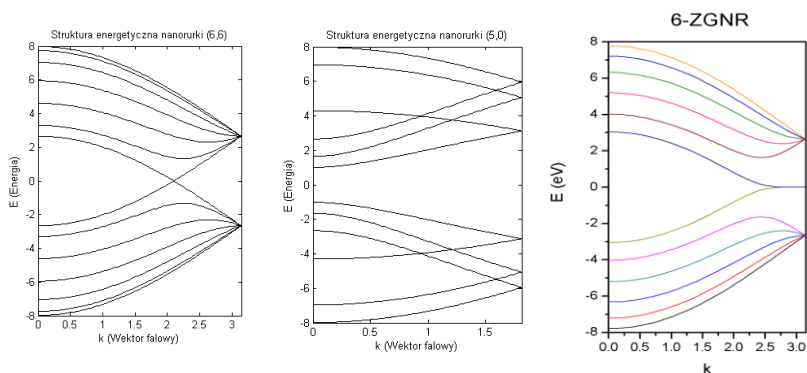 Struktura energetyczna nanorurki (6,6)
8
6
4
2
0
-2
-4
-6
-8
E (Energia)
0 0.5 1 1.5 2 2.5 3
k (Wektor falowy)
Struktura energetyczna nanorurki (5,0)
8
6
4
2
0
-2
-4
-6
-8
E (Energia)
0 0.5 1 1.5
k (Wektor falowy)
6-ZGNR
8
6
4
2
0
-2
-4
-6
-8
E (eV)
0.0 0.5 1.0 1.5 2.0 2.5 3.0
k